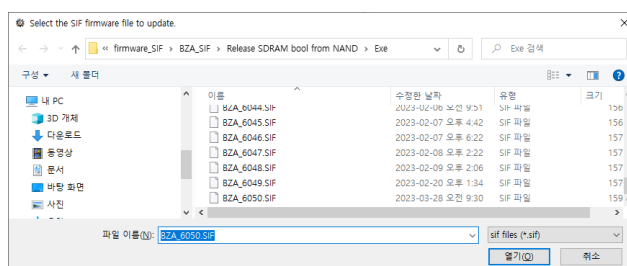 Select the SIF firmware file to update.
« firmware_SIF › BZA_SIF › Release SDRAM bool from NAND › Exe
Exe 검색
구성 새 폴더
이름 수정한 날짜 유형 크기
내 PC
3D 개체
다운로드
동영상
문서
바탕 화면
사진
BZA_6044.SIF 2023-02-06 오전 9:51 SIF 파일 156
BZA_6045.SIF 2023-02-07 오후 4:42 SIF 파일 156
BZA_6046.SIF 2023-02-07 오후 6:22 SIF 파일 157
BZA_6047.SIF 2023-02-08 오후 2:22 SIF 파일 157
BZA_6048.SIF 2023-02-09 오후 2:06 SIF 파일 157
BZA_6049.SIF 2023-02-20 오후 1:34 SIF 파일 157
BZA_6050.SIF 2023-03-28 오전 9:30 SIF 파일 159
파일 이름(N): BZA_6050.SIF sif files (*.sif)
열기(O) 취소